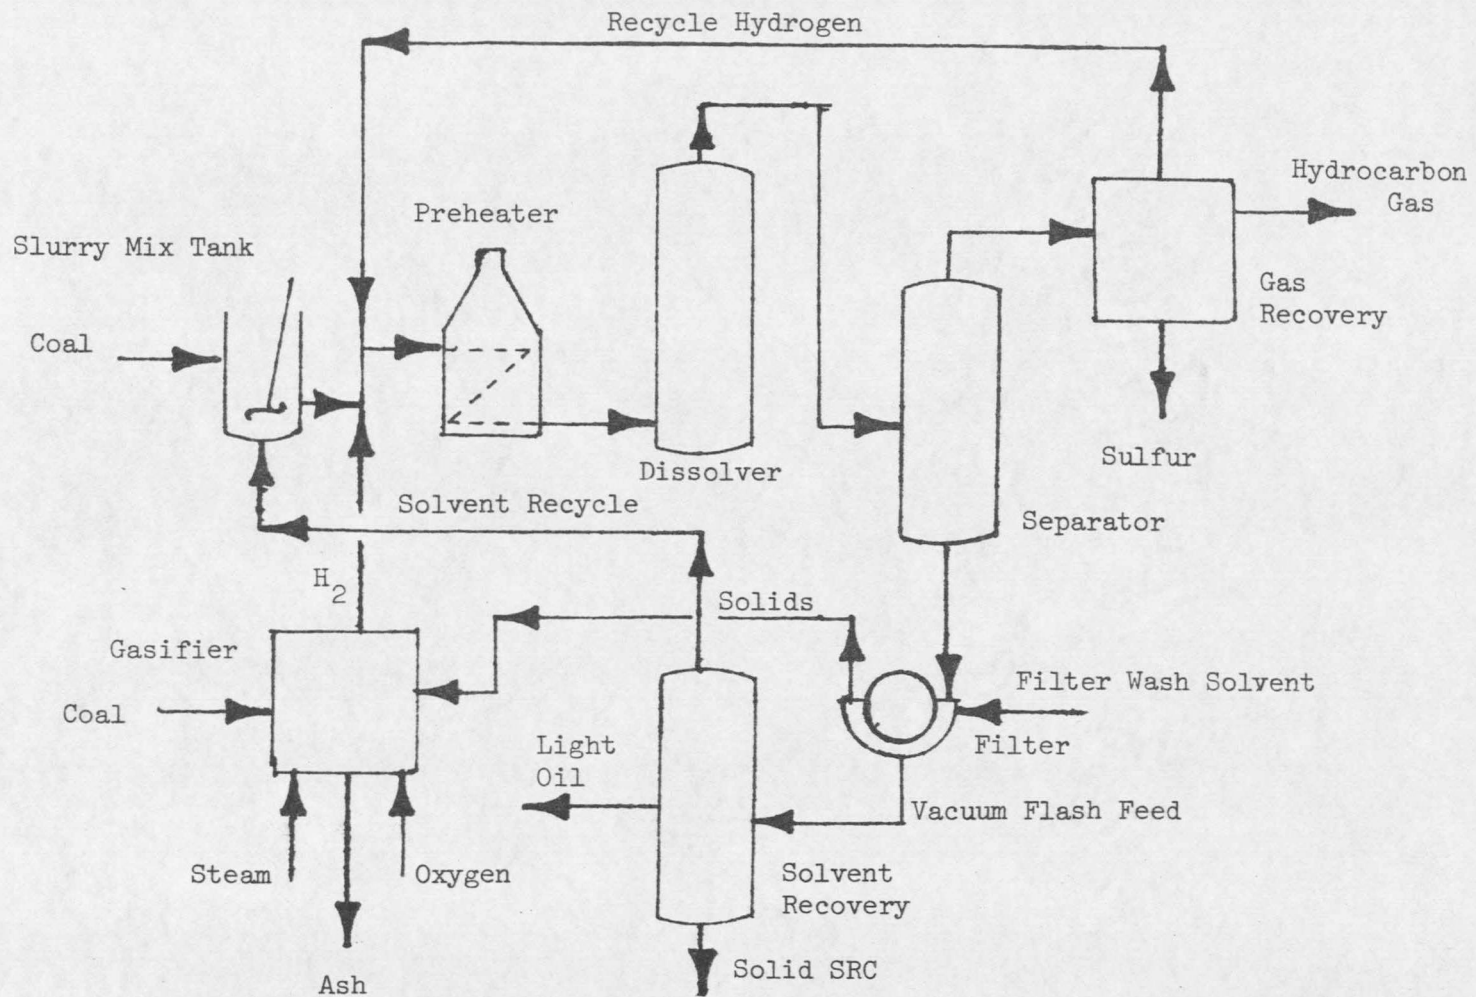 Recycle Hydrogen
Hydrocarbon
Gas
Preheater
Slurry Mix Tank
Gas
Recovery
Coal
Sulfur
Dissolver
Solvent Recycle
Separator
H2
Solids
Gasifier
Filter Wash Solvent
Coal
Light
Oil
Filter
Vacuum Flash Feed
Steam
Oxygen
Solvent
Recovery
Solid SRC
Ash